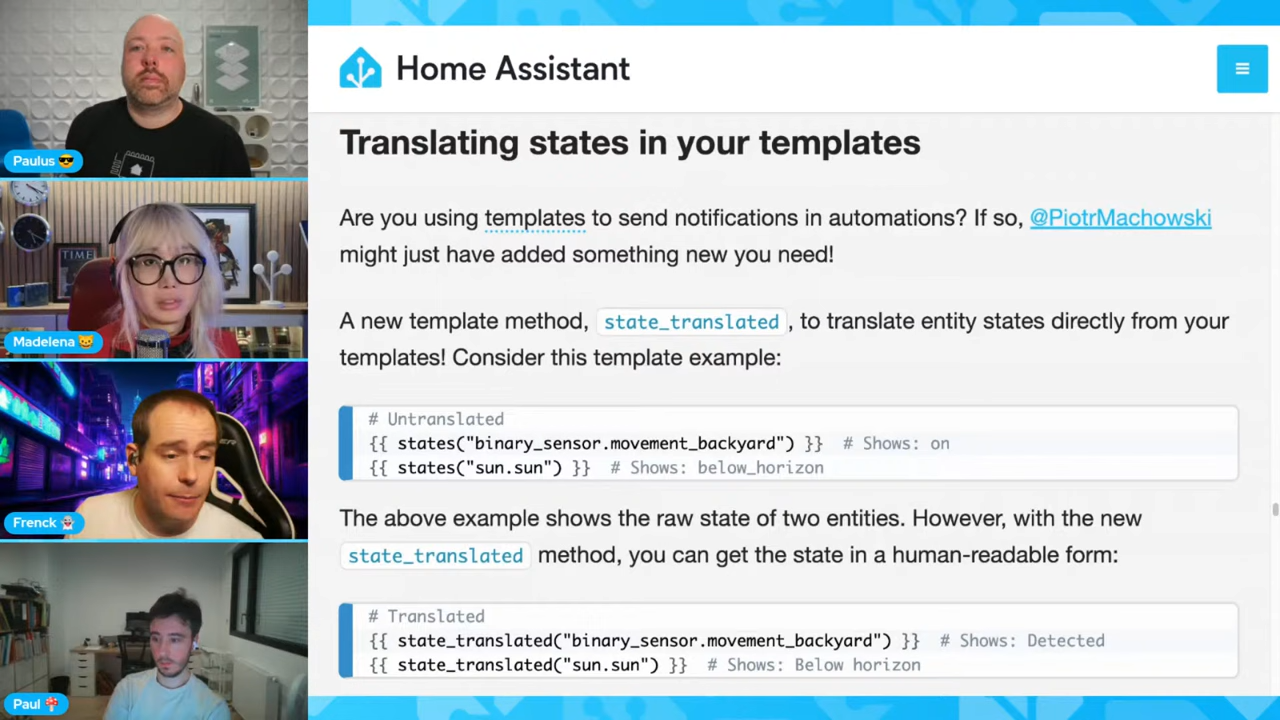 Paulus 😎
TIME
Madelena 🐱
Frenck 👻
Paul 🍄
Home Assistant
Translating states in your templates
Are you using templates to send notifications in automations? If so, @PiotrMachowski
might just have added something new you need!
A new template method, state_translated, to translate entity states directly from your
templates! Consider this template example:
# Untranslated
{{ states("binary_sensor.movement_backyard") }} # Shows: on
{{ states("sun.sun") }} # Shows: below_horizon
The above example shows the raw state of two entities. However, with the new
state_translated method, you can get the state in a human-readable form:
# Translated
{{ state_translated("binary_sensor.movement_backyard") }} # Shows: Detected
{{ state_translated("sun.sun") }} # Shows: Below horizon